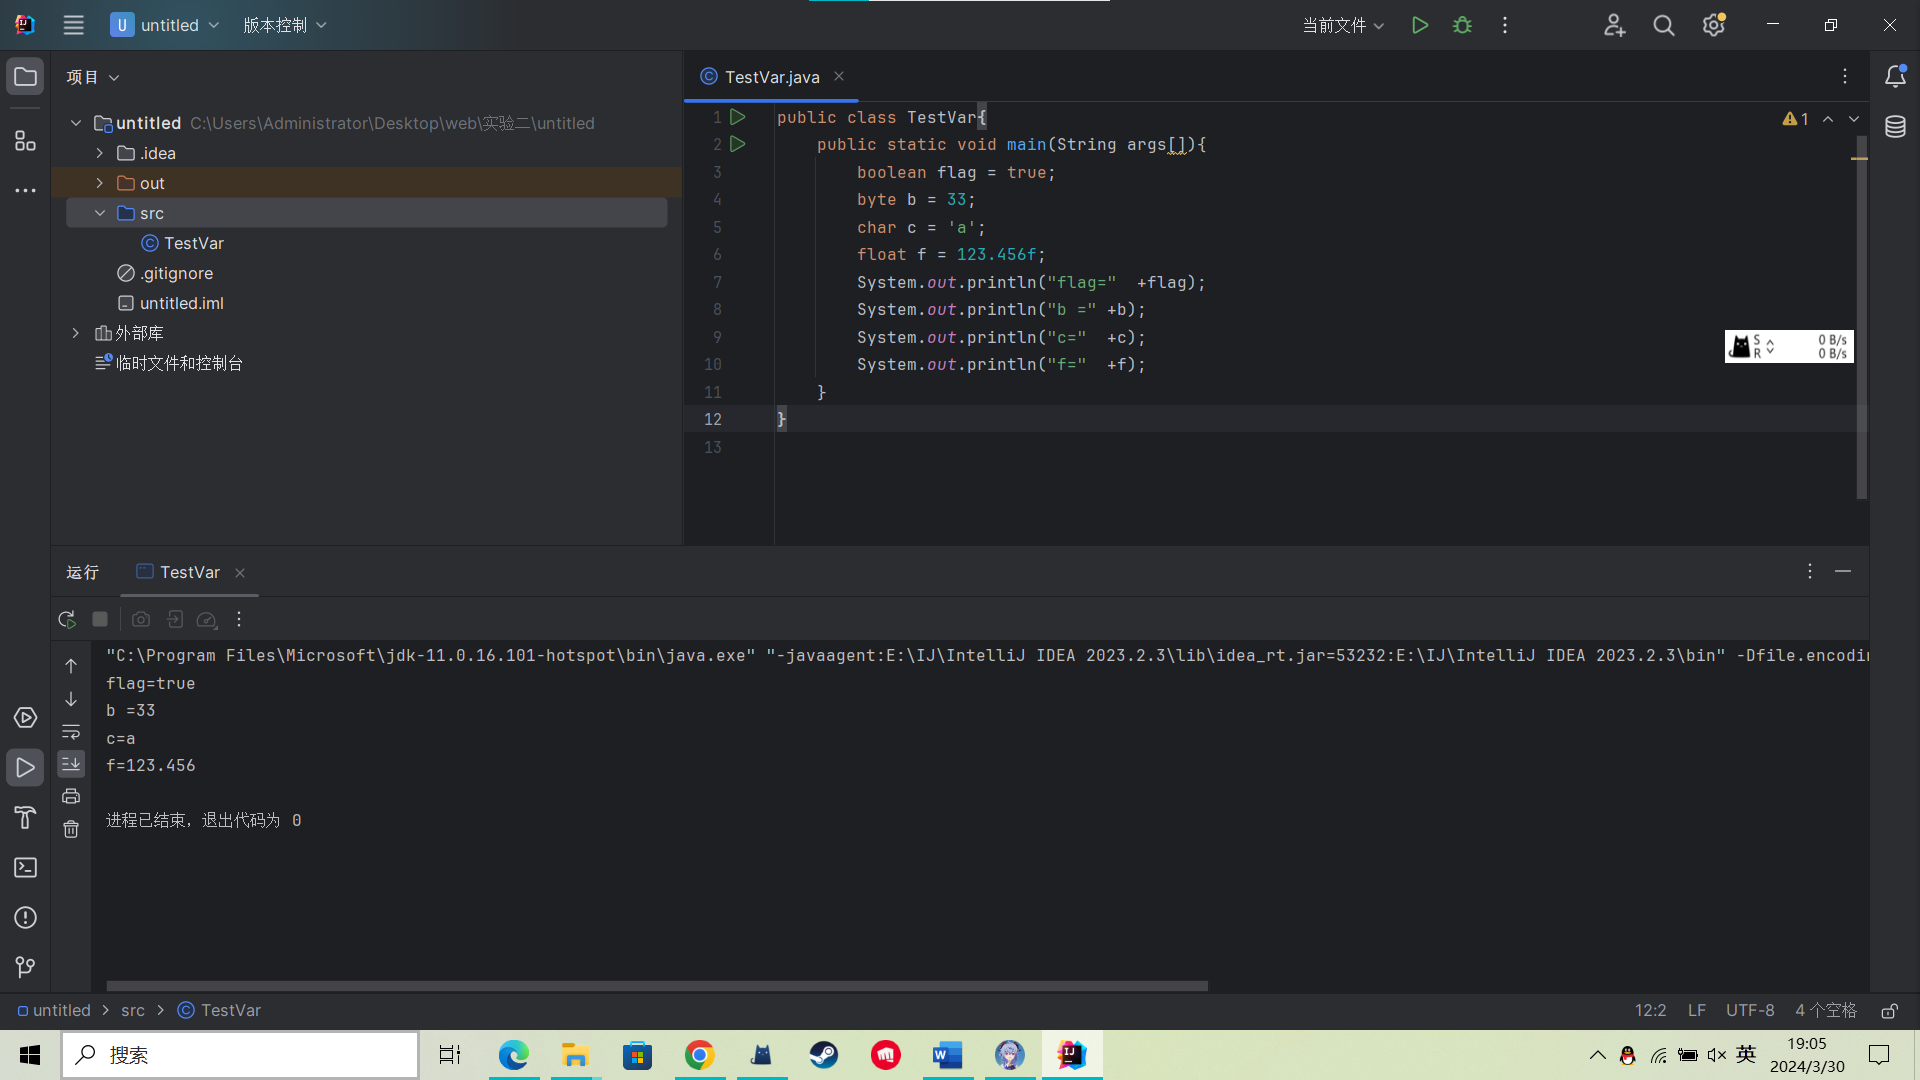 U untitled 版本控制 当前文件
项目
TestVar.java
untitled C:\Users\Administrator\Desktop\web\实验二\untitled
.idea
out
src
TestVar
.gitignore
untitled.iml
外部库
临时文件和控制台
1 public class TestVar{
2 public static void main(String args[]){
3 boolean flag = true;
4 byte b = 33;
5 char c = 'a';
6 float f = 123.456f;
7 System.out.println("flag="  +flag);
8 System.out.println("b =" +b);
9 System.out.println("c="  +c);
10 System.out.println("f="  +f);
11 }
12 }
13
1
S 0 B/s
R 0 B/s
运行 TestVar
"C:\Program Files\Microsoft\jdk-11.0.16.101-hotspot\bin\java.exe" "-javaagent:E:\IJ\IntelliJ IDEA 2023.2.3\lib\idea_rt.jar=53232:E:\IJ\IntelliJ IDEA 2023.2.3\bin" -Dfile.encodin
flag=true
b =33
c=a
f=123.456
进程已结束，退出代码为 0
untitled src TestVar 12:2 LF UTF-8 4 个空格
搜索
英
19:05
2024/3/30